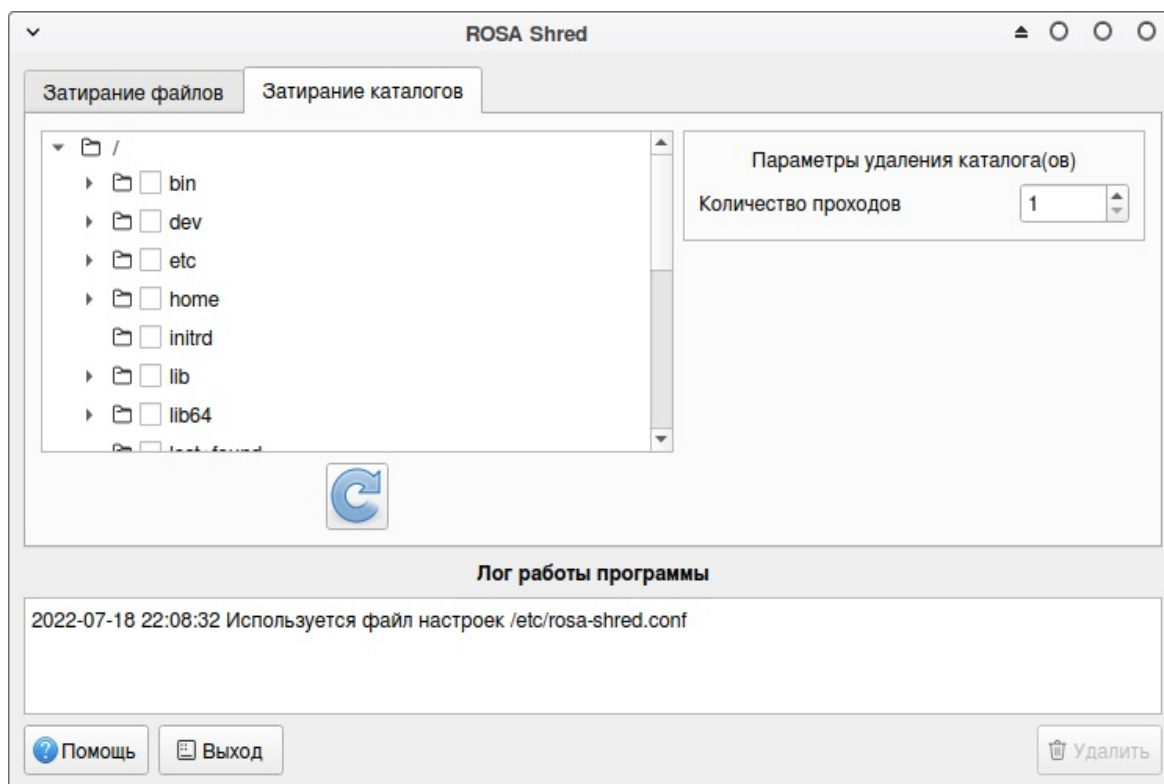 ROSA Shred
Затирание файлов
Затирание каталогов
/
bin
dev
etc
home
initrd
lib
lib64
lost+found
Параметры удаления каталога(ов)
Количество проходов
1
Лог работы программы
2022-07-18 22:08:32 Используется файл настроек /etc/rosa-shred.conf
Помощь
Выход
Удалить